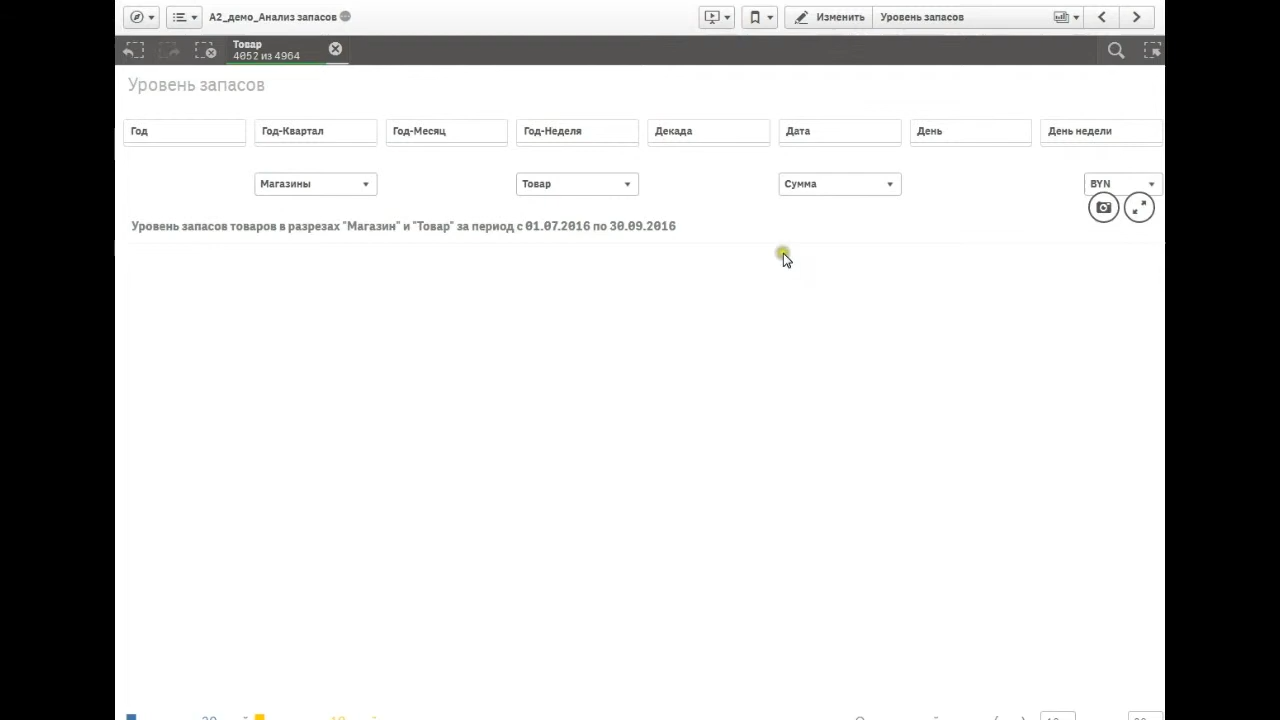 A2_демо_Анализ запасов
Изменить
Уровень запасов
Товар
4052 из 4964
Уровень запасов
Год
Год-Квартал
Год-Месяц
Год-Неделя
Декада
Дата
День
День недели
Магазины
Товар
Сумма
BYN
Уровень запасов товаров в разрезах "Магазин" и "Товар" за период с 01.07.2016 по 30.09.2016